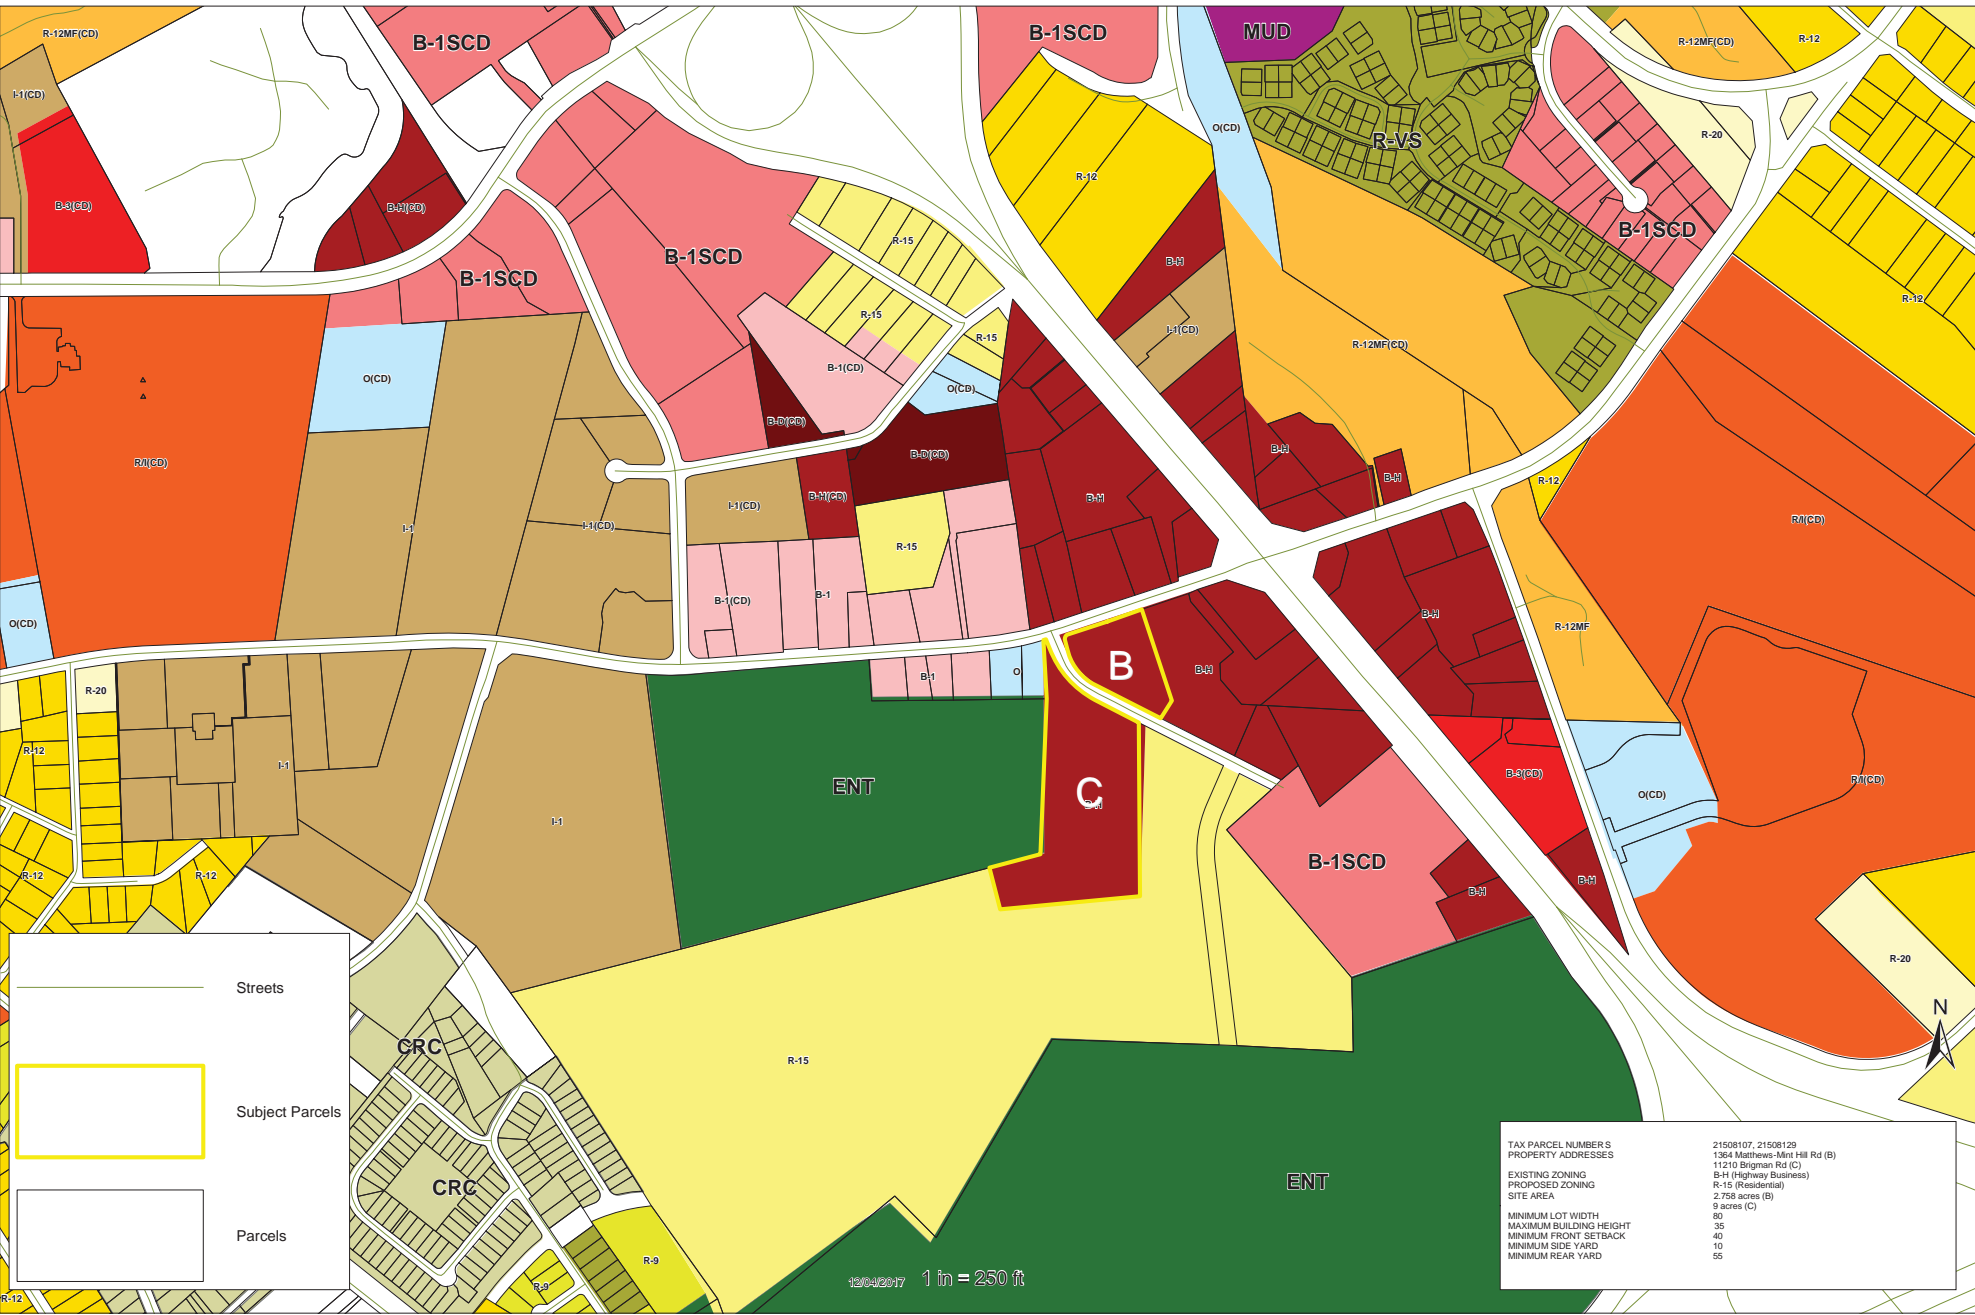 R-12MF(CD)
B-1SCD
B-1SCD
MUD
R-12MF(CD)
R-12
I-1(CD)
O(CD)
R-VS
R-20
R-12
B-3(CD)
B-H(CD)
R-15
B-1SCD
B-1SCD
B-H
B-1SCD
R-12
R-15
I-1(CD)
R-15
R-12MF(CD)
O(CD)
B-1(CD)
O(CD)
B-D(CD)
B-D(CD)
R/I(CD)
B-H
B-H
R-12
B-H(CD)
B-H
I-1(CD)
I-1
I-1(CD)
R/I(CD)
R-15
B-1(CD)
B-1
B-H
O(CD)
R-12MF
B
B-H
B-1
O
R-20
R-12
I-1
ENT
C
B-H
B-3(CD)
R/I(CD)
O(CD)
I-1
B-1SCD
R-12
R-12
B-H
B-H
R-20
Streets
N
CRC
R-15
Subject Parcels
CRC
ENT
Parcels
R-9
R-9
R-12
12/04/2017 1 in = 250 ft
TAX PARCEL NUMBERS 21508107, 21508129
PROPERTY ADDRESSES 1364 Matthews-Mint Hill Rd (B)
11210 Brigman Rd (C)
EXISTING ZONING B-H (Highway Business)
PROPOSED ZONING R-15 (Residential)
SITE AREA 2.758 acres (B)
9 acres (C)
MINIMUM LOT WIDTH 80
MAXIMUM BUILDING HEIGHT 35
MINIMUM FRONT SETBACK 40
MINIMUM SIDE YARD 10
MINIMUM REAR YARD 55